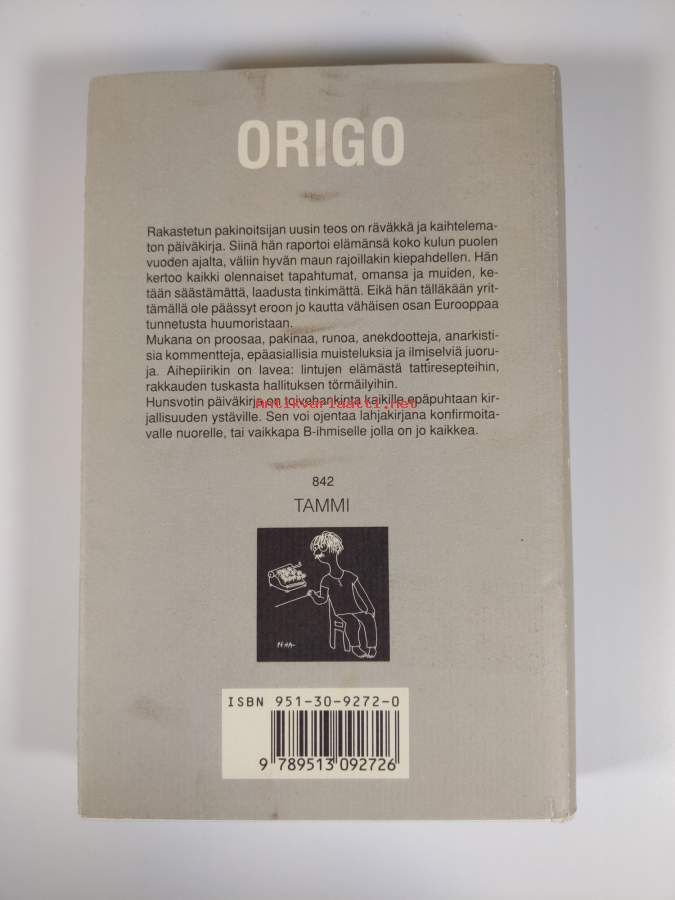 ORIGO
Rakastetun pakinoitsijan uusin teos on räväkkä ja kaihtelema-
ton päiväkirja. Siinä hän raportoi elämänsä koko kulun puolen
vuoden ajalta, väliin hyvän maun rajoillakin kiepahdellen. Hän
kertoo kaikki olennaiset tapahtumat, omansa ja muiden, ke-
tään säästämättä, laadusta tinkimättä. Eikä hän tälläkään yrit-
tämällä ole päässyt eroon jo kautta vähäisen osan Eurooppaa
tunnetusta huumoristaan.
Mukana on proosaa, pakinaa, runoa, anekdootteja, anarkisti-
sia kommentteja, epäasiallisia muisteluksia ja ilmiselviä juoru-
ja. Aihepiirikin on lavea: lintujen elämästä tattiresepteihin,
rakkauden tuskasta hallituksen törmäilyihin.
Hunsvotin päiväkirja on toivehankinta kaikille epäpuhtaan kir-
Antikvariaatti.net
jallisuuden ystäville. Sen voi ojentaa lahjakirjana konfirmoita-
valle nuorelle, tai vaikkapa B-ihmiselle jolla on jo kaikkea.
842
TAMMI
ISBN 951-30-9272-0
9 789513 092726